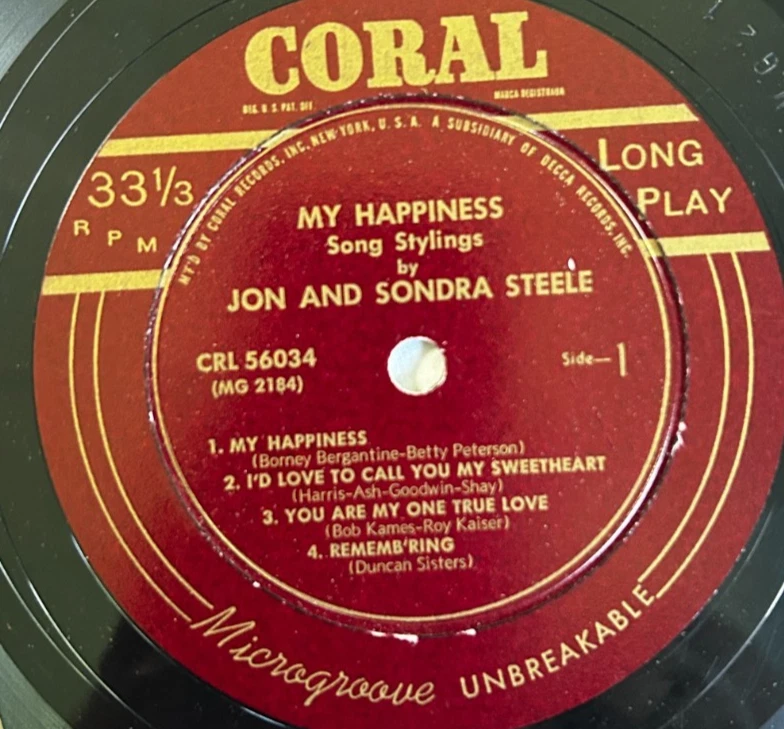 CORAL
REG. U. S. PAT. OFF.
MARCA REGISTRADA
33⅓
RPM
LONG
PLAY
M'F'D BY CORAL RECORDS, INC. NEW YORK, U. S. A. A SUBSIDIARY OF DECCA RECORDS, INC.
MY HAPPINESS
Song Stylings
by
JON AND SONDRA STEELE
CRL 56034
(MG 2184)
Side—1
1. MY HAPPINESS
(Borney Bergantine-Betty Peterson)
2. I'D LOVE TO CALL YOU MY SWEETHEART
(Harris-Ash-Goodwin-Shay)
3. YOU ARE MY ONE TRUE LOVE
(Bob Kames-Roy Kaiser)
4. REMEMB'RING
(Duncan Sisters)
Microgroove UNBREAKABLE